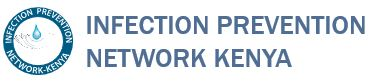 INFECTION PREVENTION
NETWORK-KENYA
INFECTION PREVENTION
NETWORK KENYA